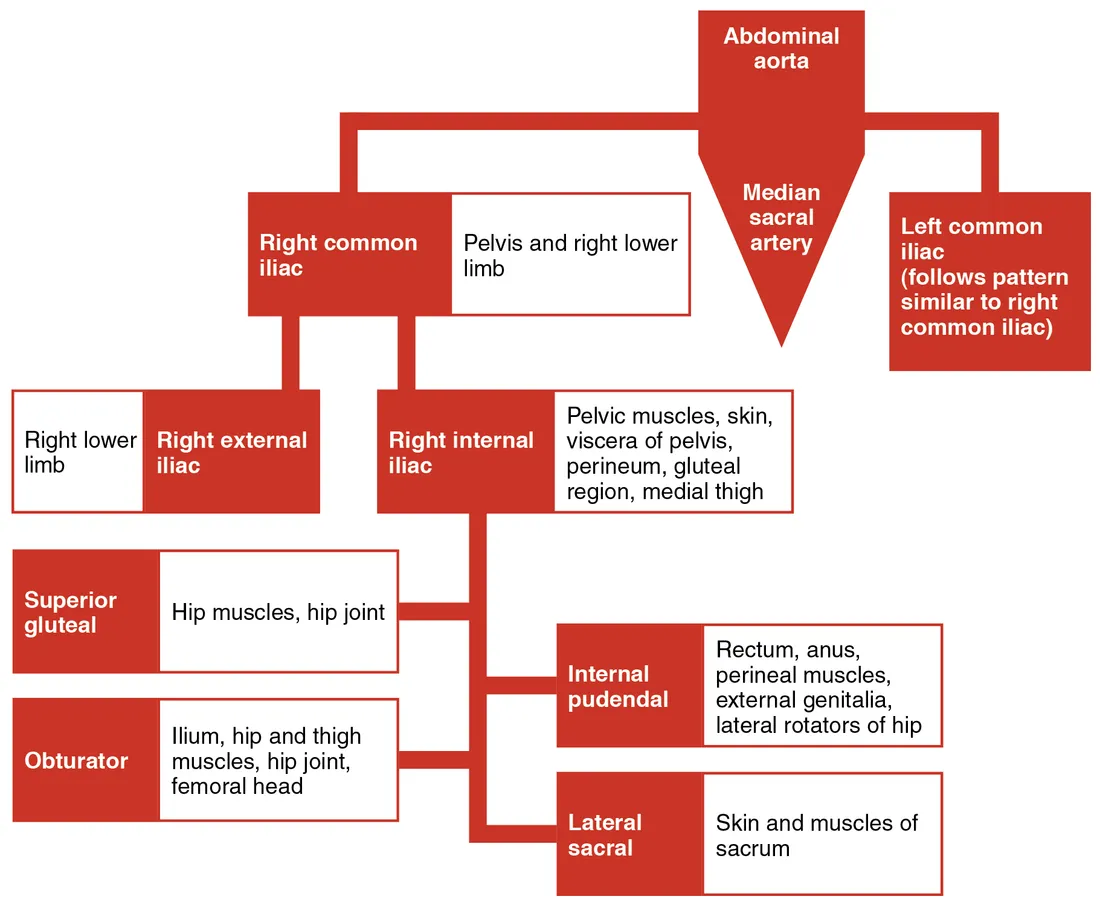 Abdominal
aorta
Median
sacral
artery
Right common
iliac
Pelvis and right lower
limb
Left common
iliac
(follows pattern
similar to right
common iliac)
Right lower
limb
Right external
iliac
Right internal
iliac
Pelvic muscles, skin,
viscera of pelvis,
perineum, gluteal
region, medial thigh
Superior
gluteal
Hip muscles, hip joint
Internal
pudendal
Rectum, anus,
perineal muscles,
external genitalia,
lateral rotators of hip
Obturator
Ilium, hip and thigh
muscles, hip joint,
femoral head
Lateral
sacral
Skin and muscles of
sacrum